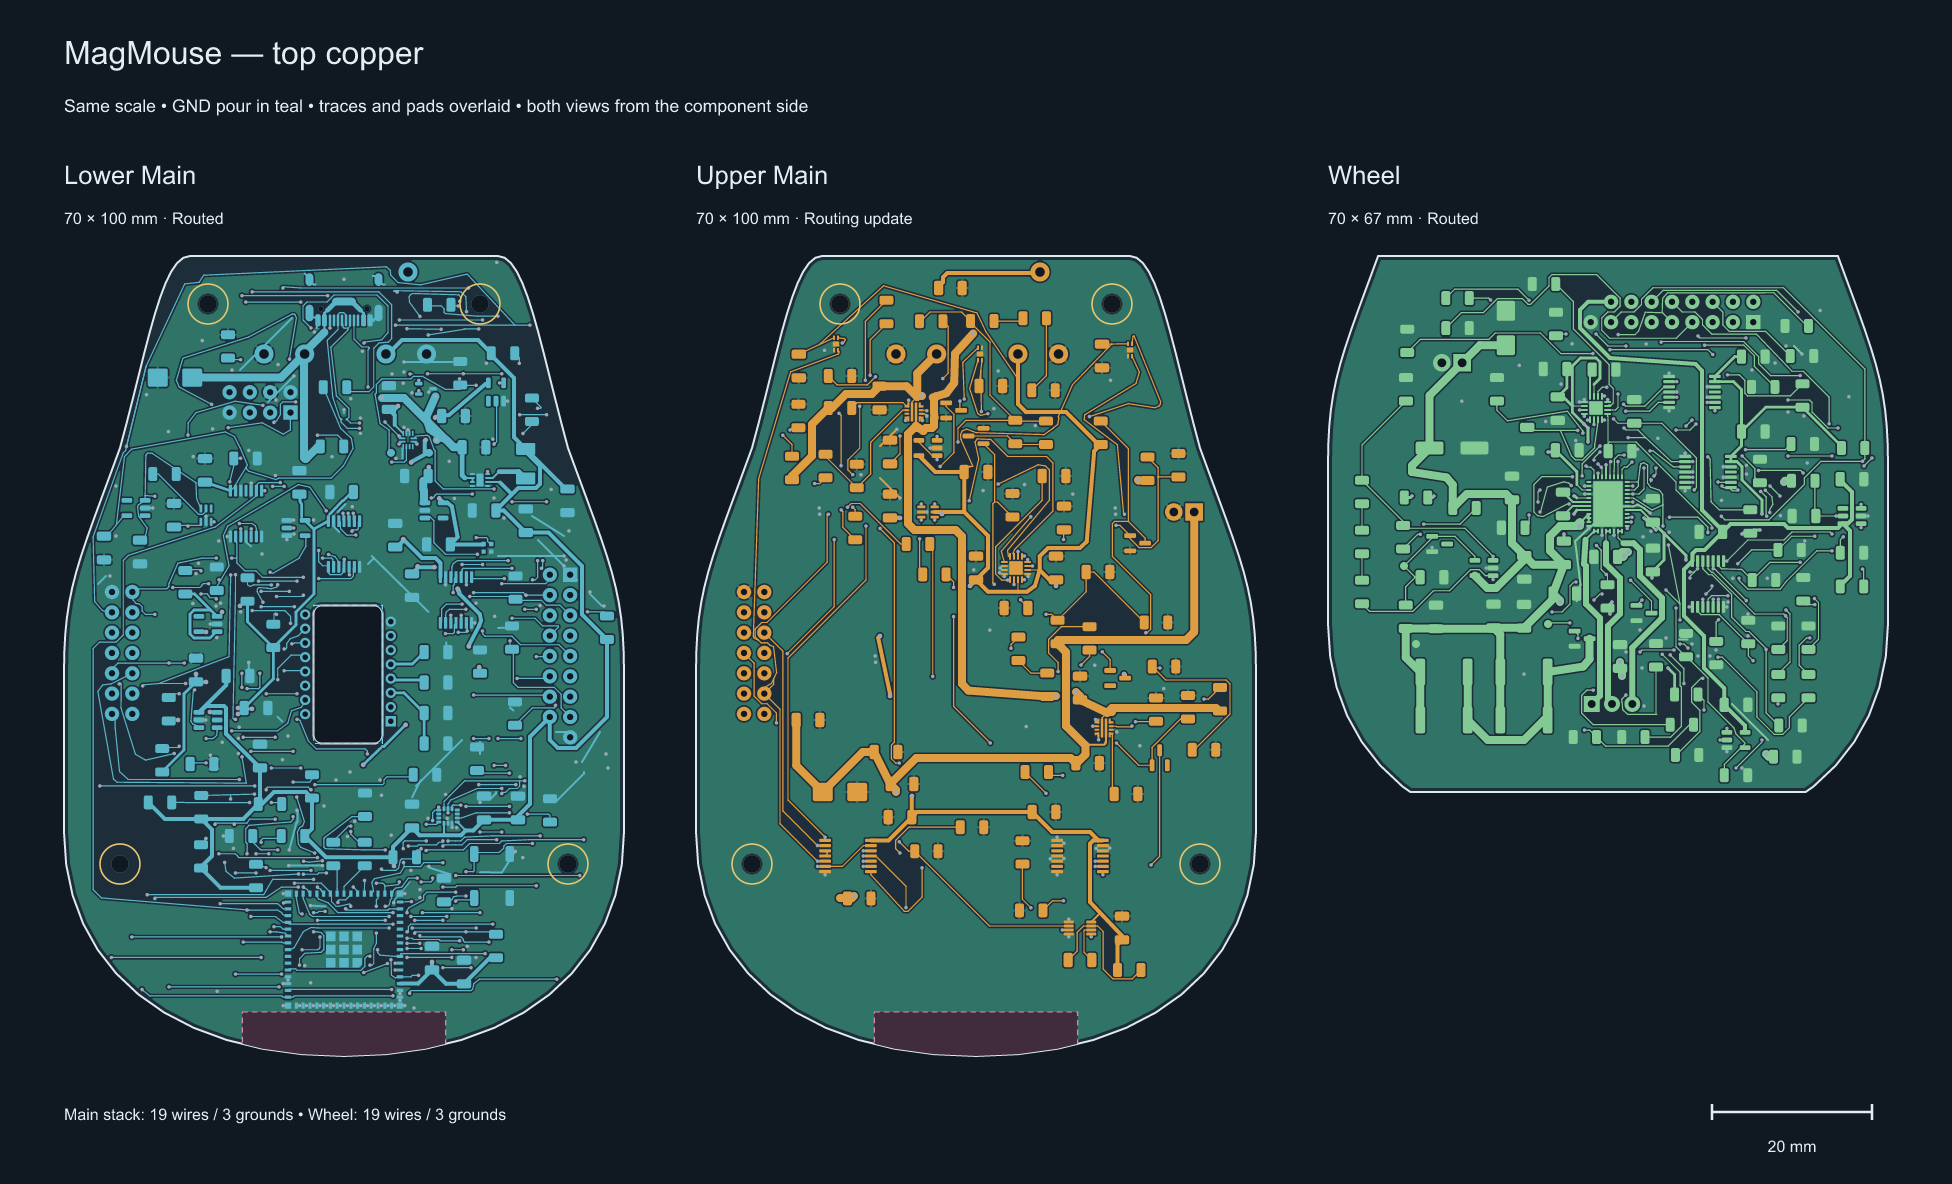 MagMouse — top copper
Same scale • GND pour in teal • traces and pads overlaid • both views from the component side
Lower Main
70 × 100 mm · Routed
Upper Main
70 × 100 mm · Routing update
Wheel
70 × 67 mm · Routed
Main stack: 19 wires / 3 grounds • Wheel: 19 wires / 3 grounds
20 mm